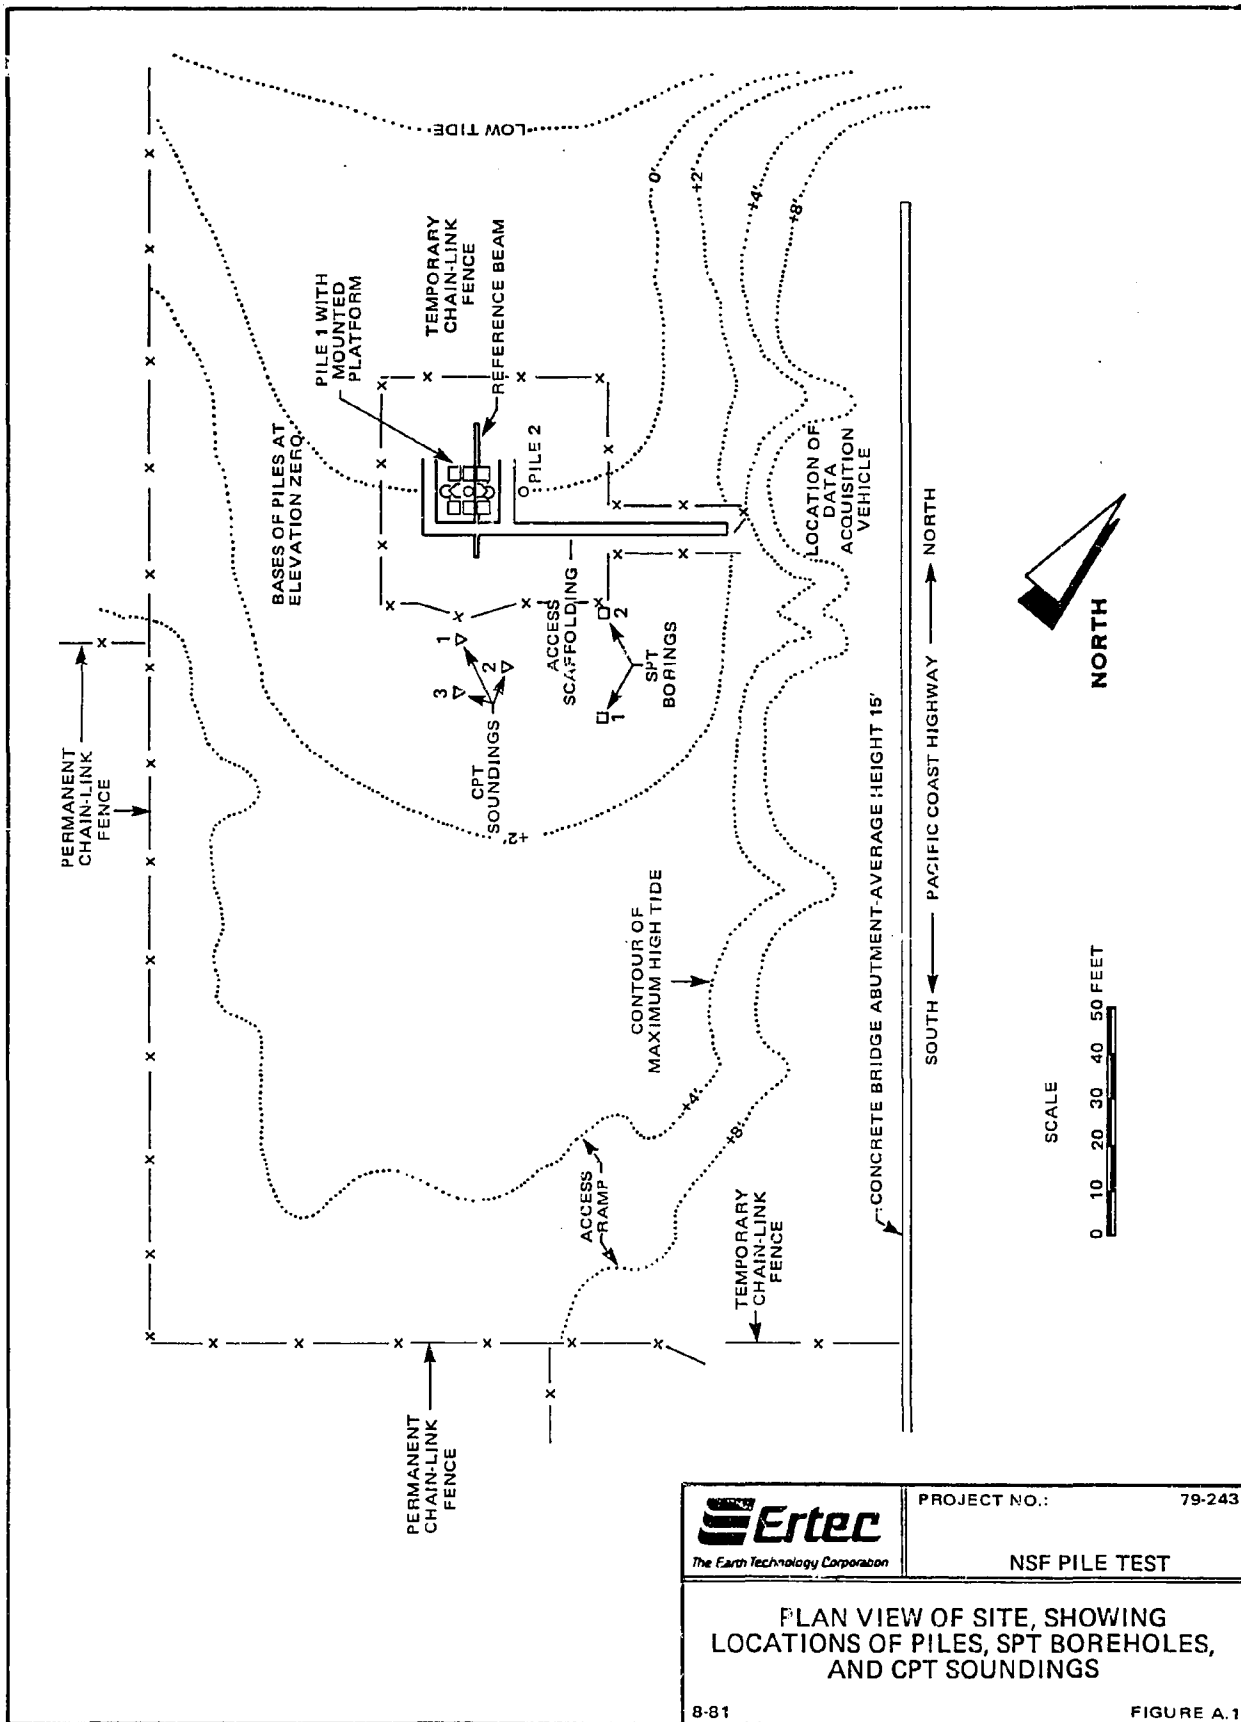 LOW TIDE
0'
+2'
+4'
+8'
TEMPORARY
CHAIN-LINK
FENCE
REFERENCE BEAM
PILE 1 WITH
MOUNTED
PLATFORM
BASES OF PILES AT
ELEVATION ZERO
PILE 2
LOCATION OF
DATA
ACQUISITION
VEHICLE
ACCESS
SCAFFOLDING
1
2
3
CPT
SOUNDINGS
2
1
SPT
BORINGS
PERMANENT
CHAIN-LINK
FENCE
+2'
CONTOUR OF
MAXIMUM HIGH TIDE
+4'
+8'
ACCESS
RAMP
TEMPORARY
CHAIN-LINK
FENCE
PERMANENT
CHAIN-LINK
FENCE
CONCRETE BRIDGE ABUTMENT-AVERAGE HEIGHT 15'
SOUTH PACIFIC COAST HIGHWAY NORTH
NORTH
SCALE
0 10 20 30 40 50 FEET
Ertec
The Earth Technology Corporation
PROJECT NO.: 79-243
NSF PILE TEST
PLAN VIEW OF SITE, SHOWING
LOCATIONS OF PILES, SPT BOREHOLES,
AND CPT SOUNDINGS
8-81
FIGURE A.1